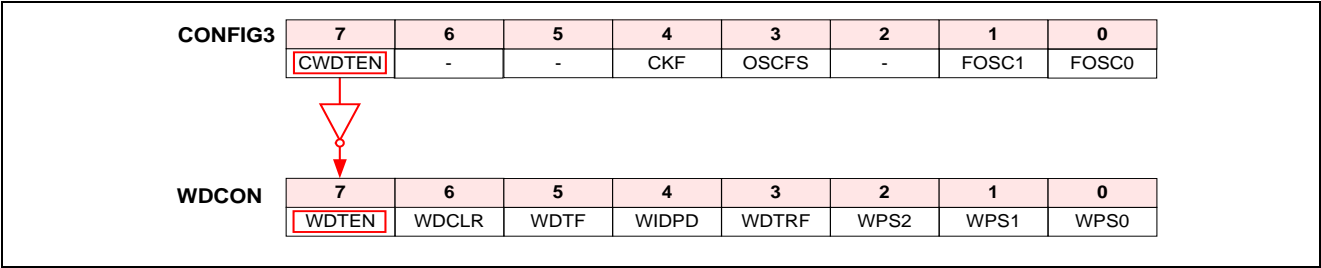 CONFIG3 7 6 5 4 3 2 1 0
CWDTEN - - CKF OSCFS - FOSC1 FOSC0
WDCON 7 6 5 4 3 2 1 0
WDTEN WDCLR WDTF WIDPD WDTRF WPS2 WPS1 WPS0